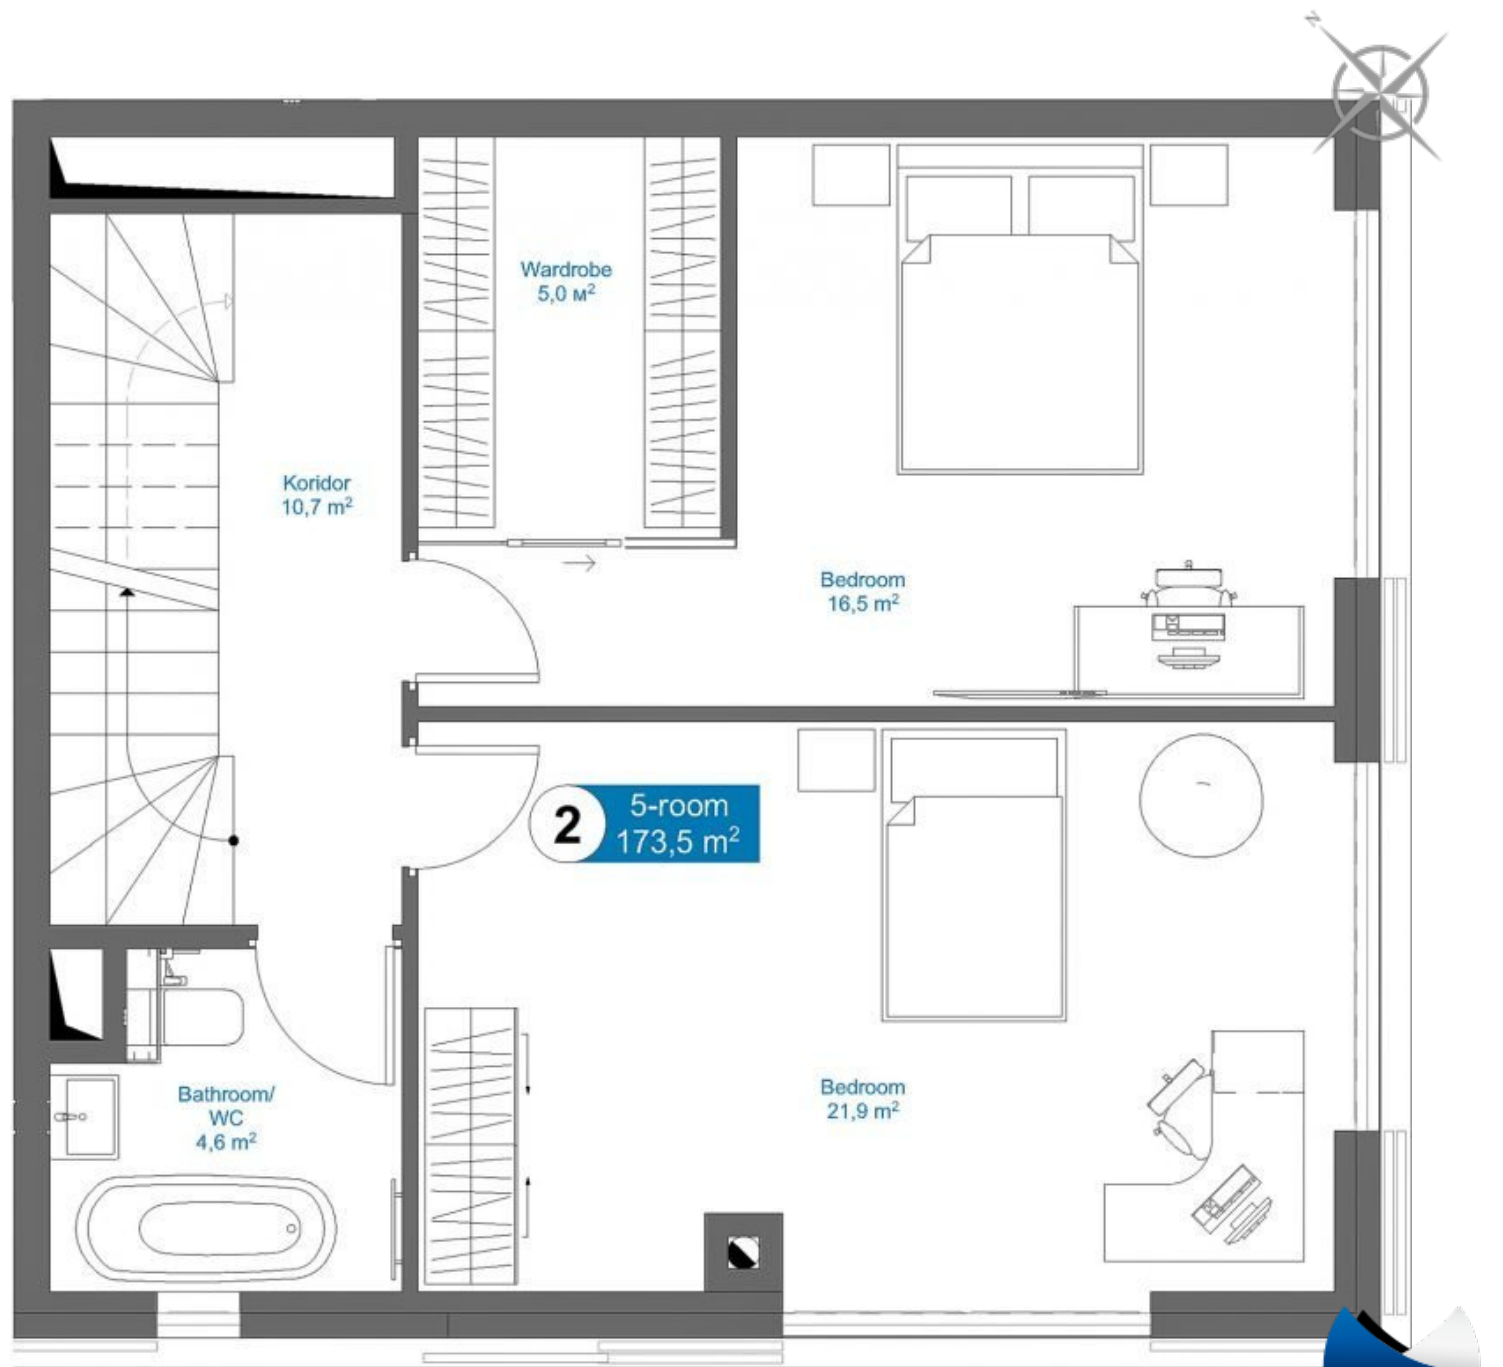 N
Wardrobe
5,0 м²
Koridor
10,7 m²
Bedroom
16,5 m²
2
5-room
173,5 m²
Bathroom/
WC
4,6 m²
Bedroom
21,9 m²